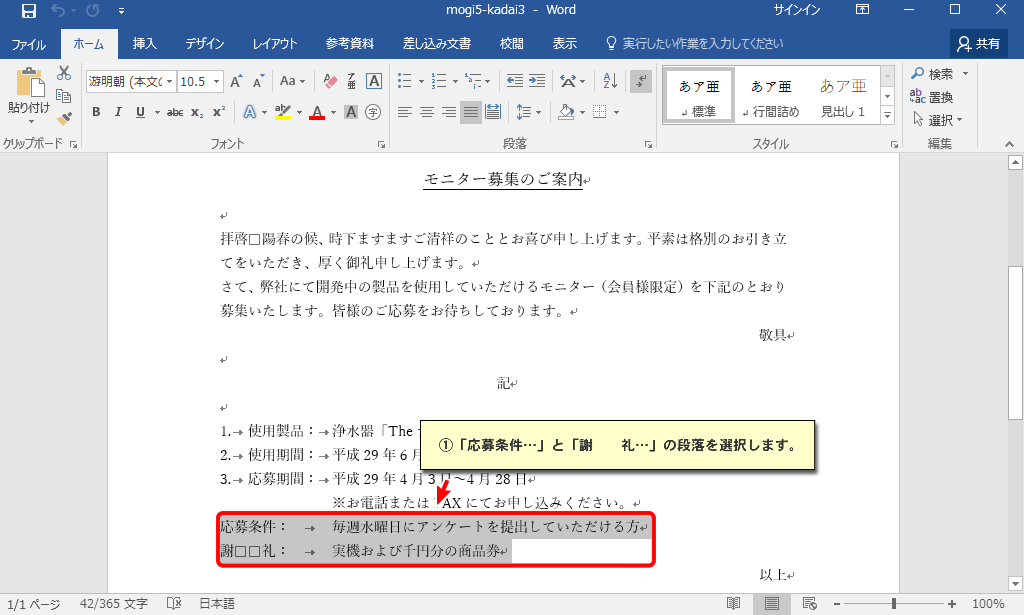 mogi5-kadai3 - Word
サインイン
ファイル ホーム 挿入 デザイン レイアウト 参考資料 差し込み文書 校閲 表示 実行したい作業を入力してください 共有
游明朝 (本文( 10.5
貼り付け
クリップボード フォント 段落 スタイル 編集
あア亜 あア亜 あア亜
標準 行間詰め 見出し 1
検索
置換
選択
モニター募集のご案内
拝啓□陽春の候、時下ますますご清祥のこととお喜び申し上げます。平素は格別のお引き立
てをいただき、厚く御礼申し上げます。
さて、弊社にて開発中の製品を使用していただけるモニター（会員様限定）を下記のとおり
募集いたします。皆様のご応募をお待ちしております。
敬具
記
1.→ 使用製品：→浄水器「The
2.→ 使用期間：→平成 29 年 6 月
3.→ 応募期間：→平成 29 年 4 月 3 日～4 月 28 日
①「応募条件…」と「謝　　礼…」の段落を選択します。
※お電話または FAX にてお申し込みください。
応募条件： → 毎週水曜日にアンケートを提出していただける方
謝□□礼： → 実機および千円分の商品券
以上
1/1 ページ 42/365 文字 日本語 100%